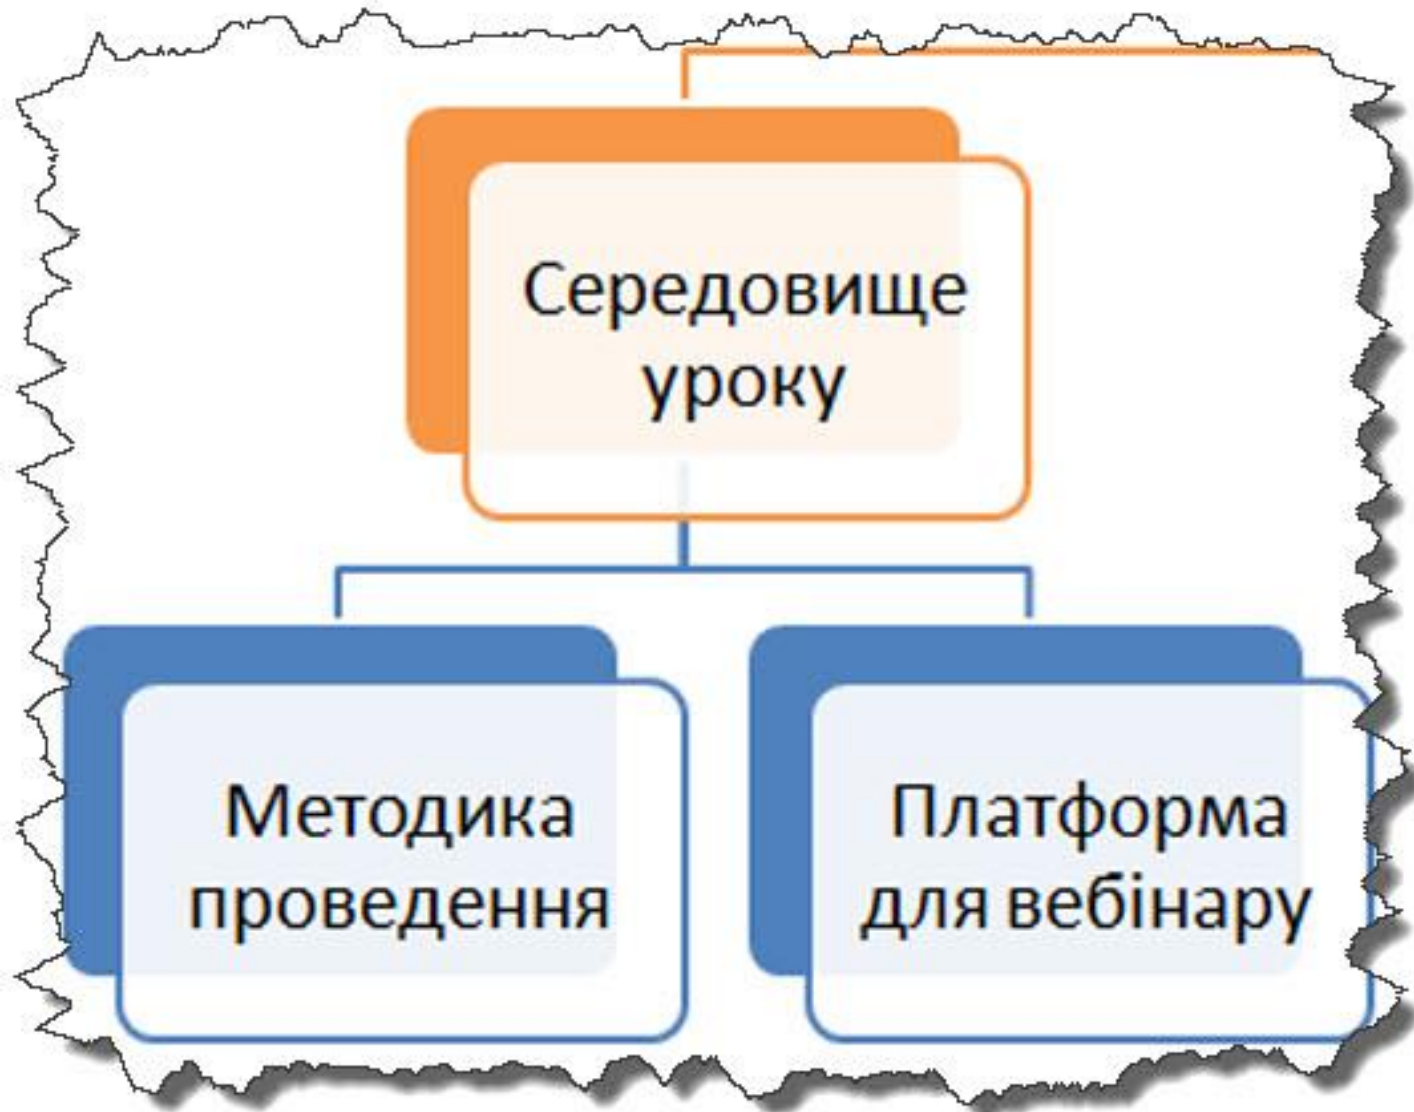 Середовище
уроку
Методика
проведення
Платформа
для вебінару